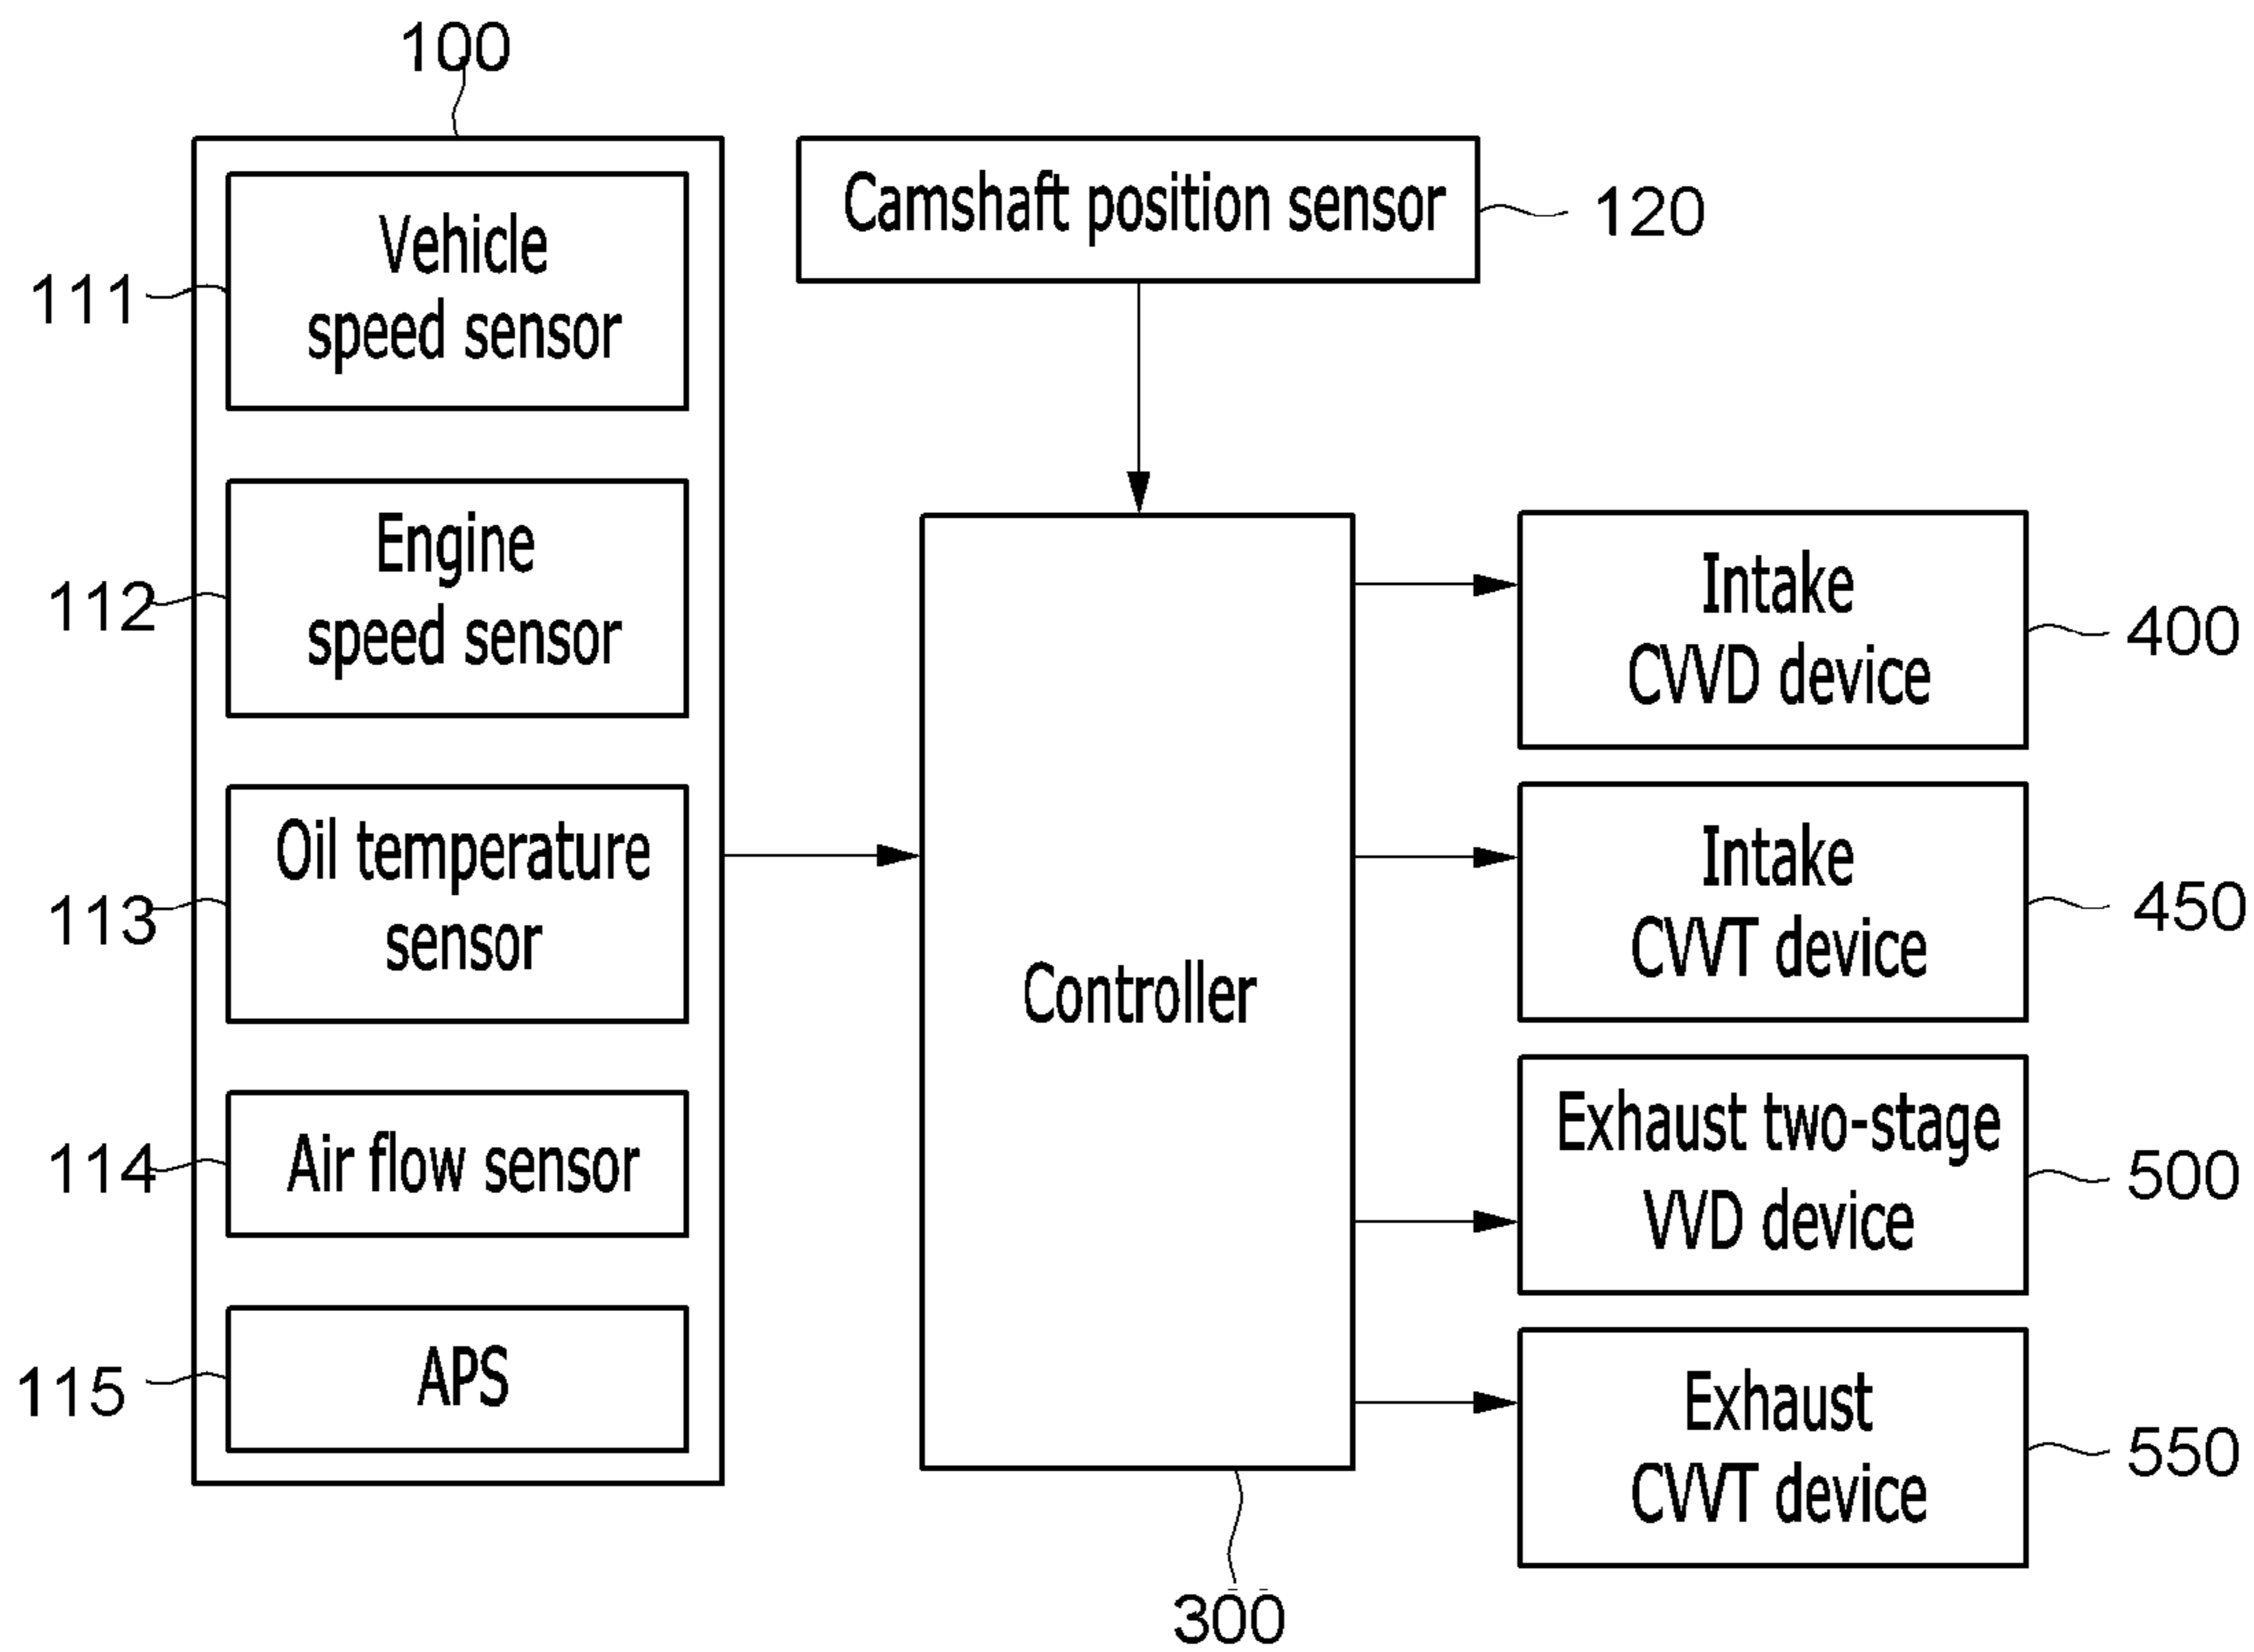 100
Vehicle
speed sensor
111
Engine
speed sensor
112
Oil temperature
sensor
113
Air flow sensor
114
APS
115
Camshaft position sensor
120
Controller
300
Intake
CVVD device
400
Intake
CVVT device
450
Exhaust two-stage
VVD device
500
Exhaust
CVVT device
550